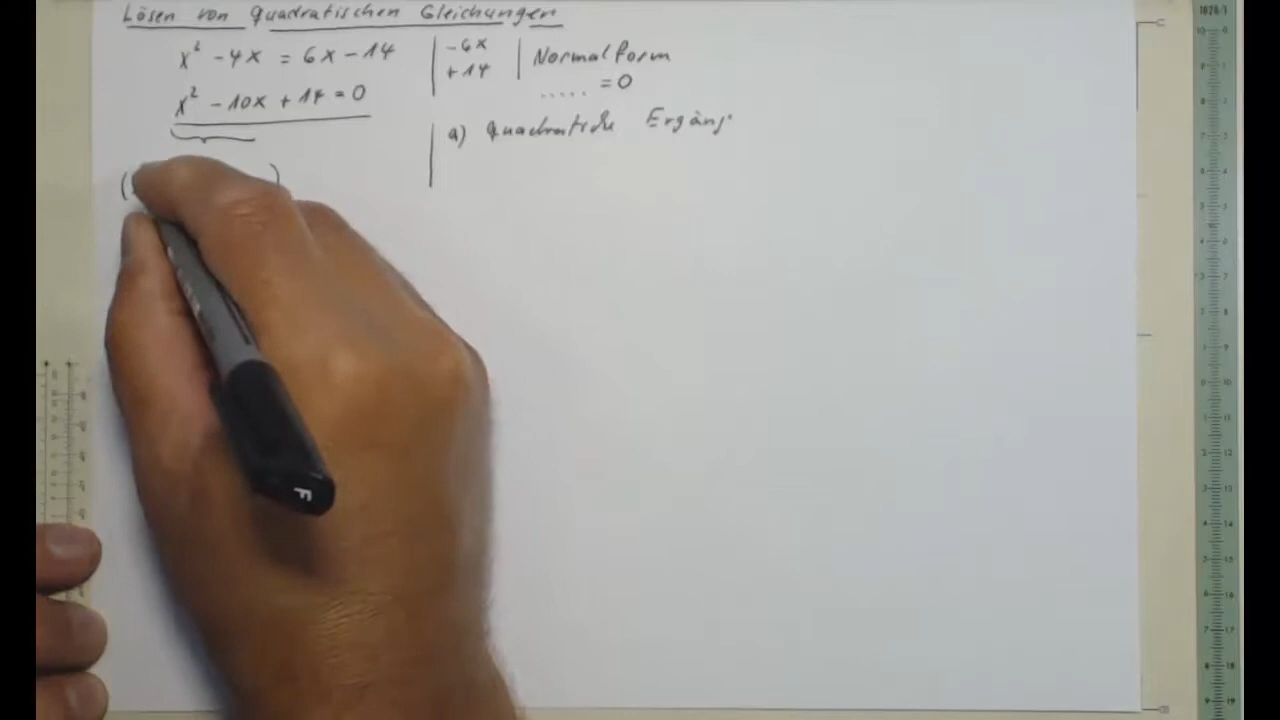 Lösen von quadratischen Gleichungen
x² - 4x = 6x - 14 | -6x | Normalform
+ 14 ..... = 0
x² - 10x + 14 = 0
| a) quadratische Ergänz
( )
F